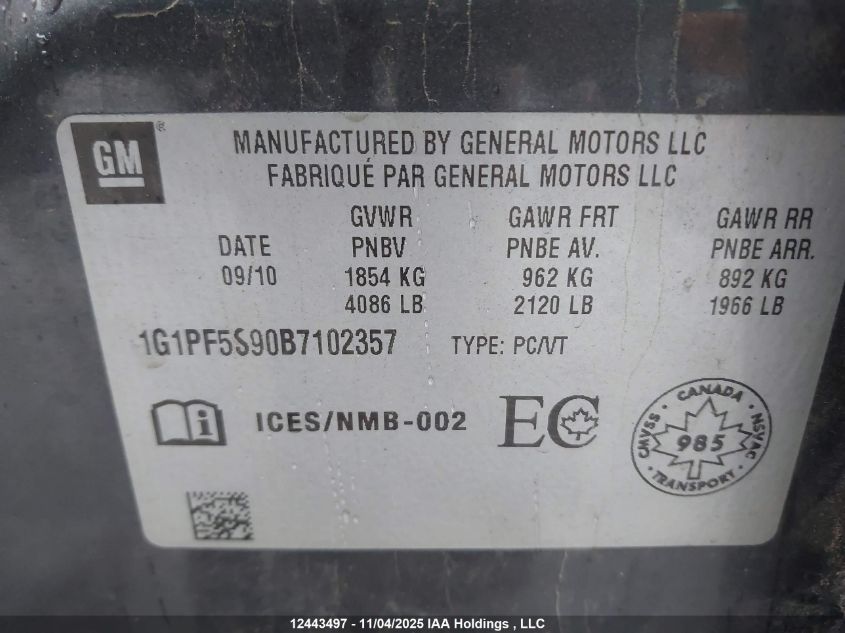 GM ® MANUFACTURED BY GENERAL MOTORS LLC
FABRIQUÉ PAR GENERAL MOTORS LLC
GVWR GAWR FRT GAWR RR
DATE PNBV PNBE AV. PNBE ARR.
09/10 1854 KG 962 KG 892 KG
4086 LB 2120 LB 1966 LB
1G1PF5S90B7102357 TYPE: PC/VT
i ICES/NMB-002 EC
CMVSS · CANADA · NSVAC · TRANSPORT ·
985
12443497 - 11/04/2025 IAA Holdings , LLC